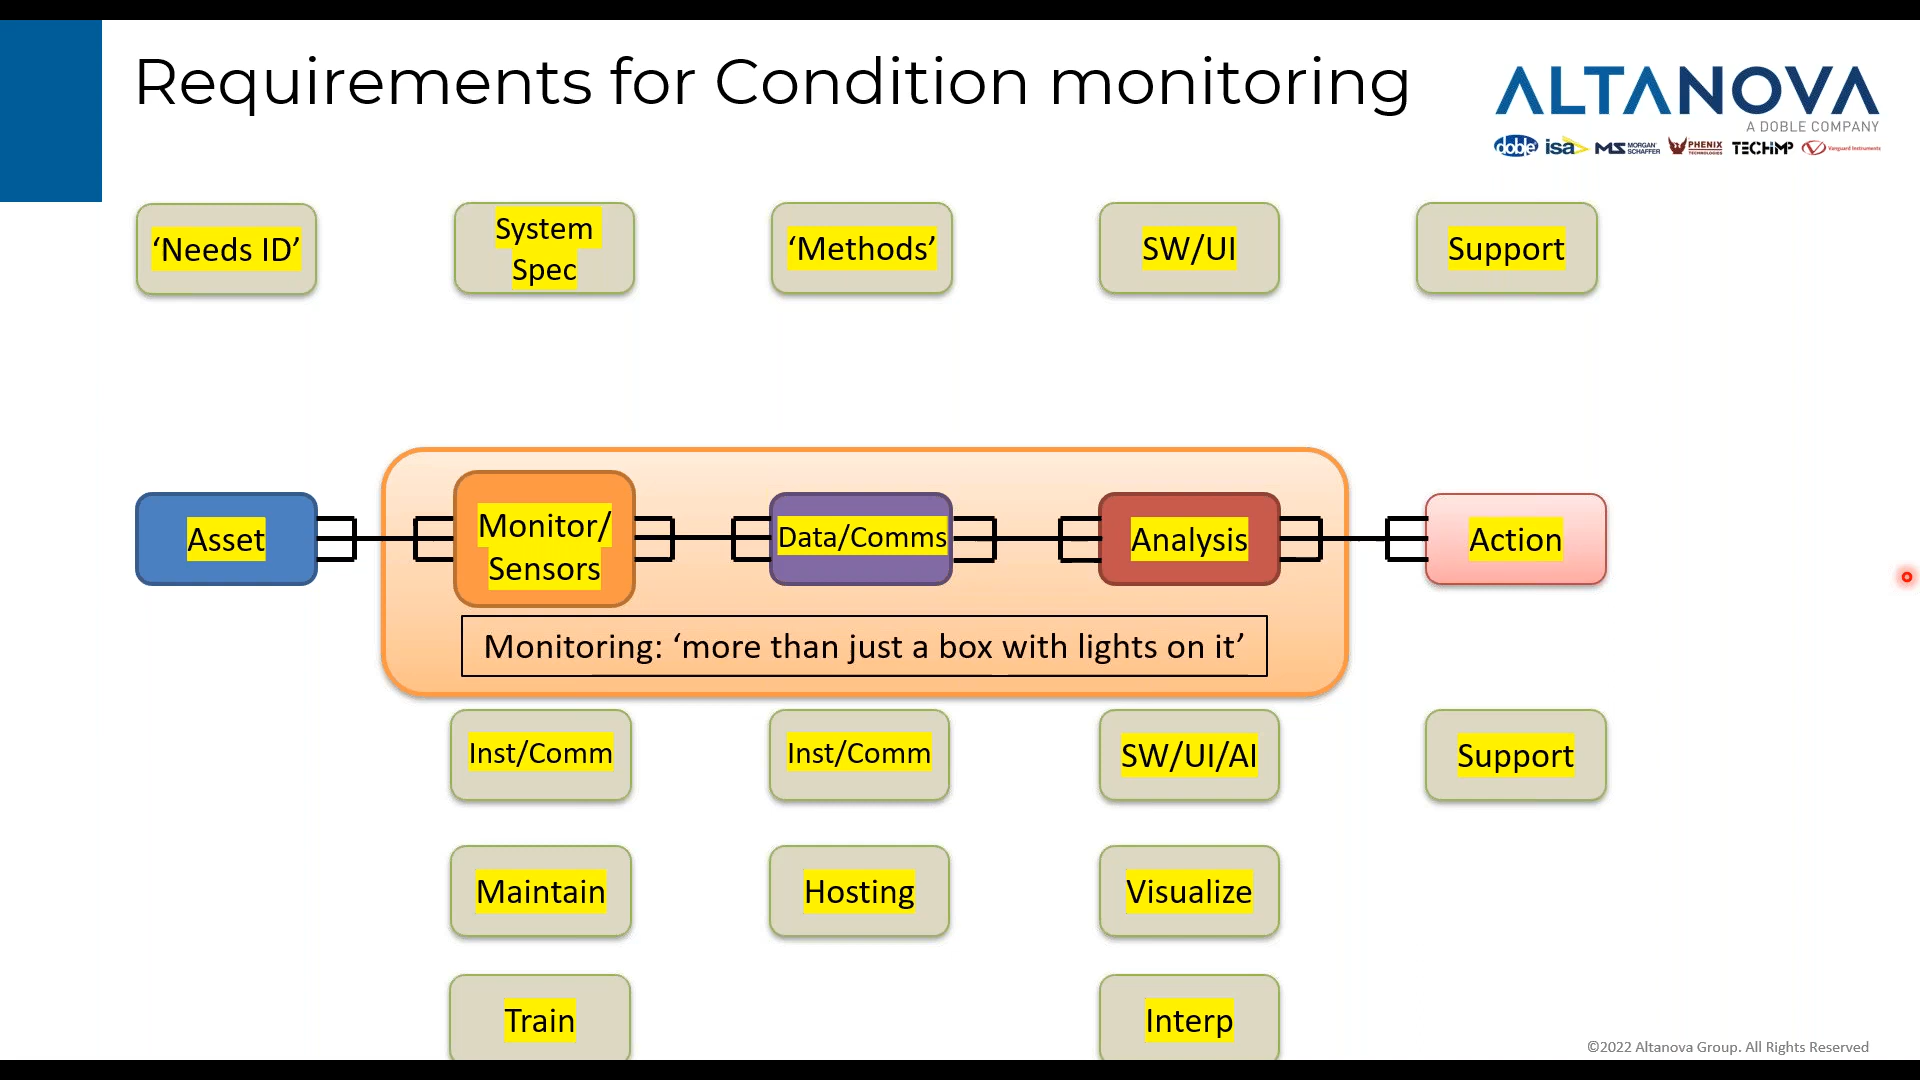 Requirements for Condition monitoring
ALTANOVA
A DOBLE COMPANY
doble isa MS MORGAN SCHAFFER PHENIX TECHNOLOGIES TECHIMP Vanguard Instruments
‘Needs ID’
System
Spec
‘Methods’
SW/UI
Support
Asset
Monitor/
Sensors
Data/Comms
Analysis
Action
Monitoring: ‘more than just a box with lights on it’
Inst/Comm
Inst/Comm
SW/UI/AI
Support
Maintain
Hosting
Visualize
Train
Interp
©2022 Altanova Group. All Rights Reserved